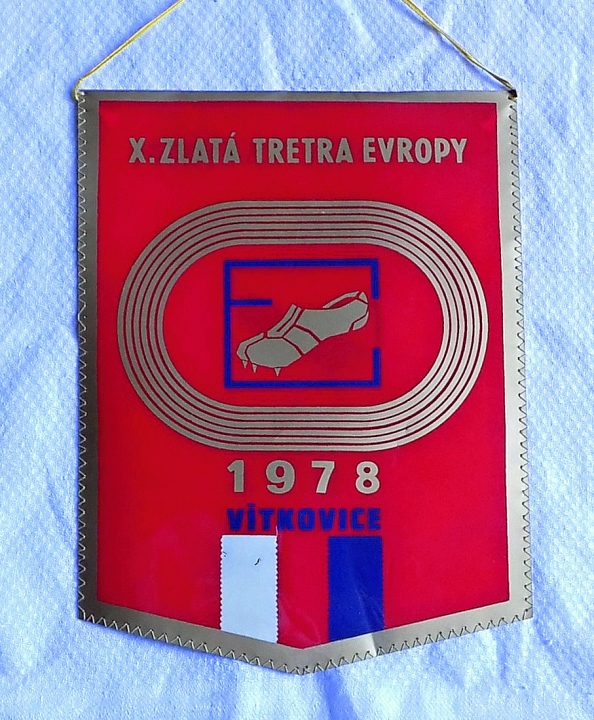 X. ZLATÁ TRETRA EVROPY
1978
VÍTKOVICE